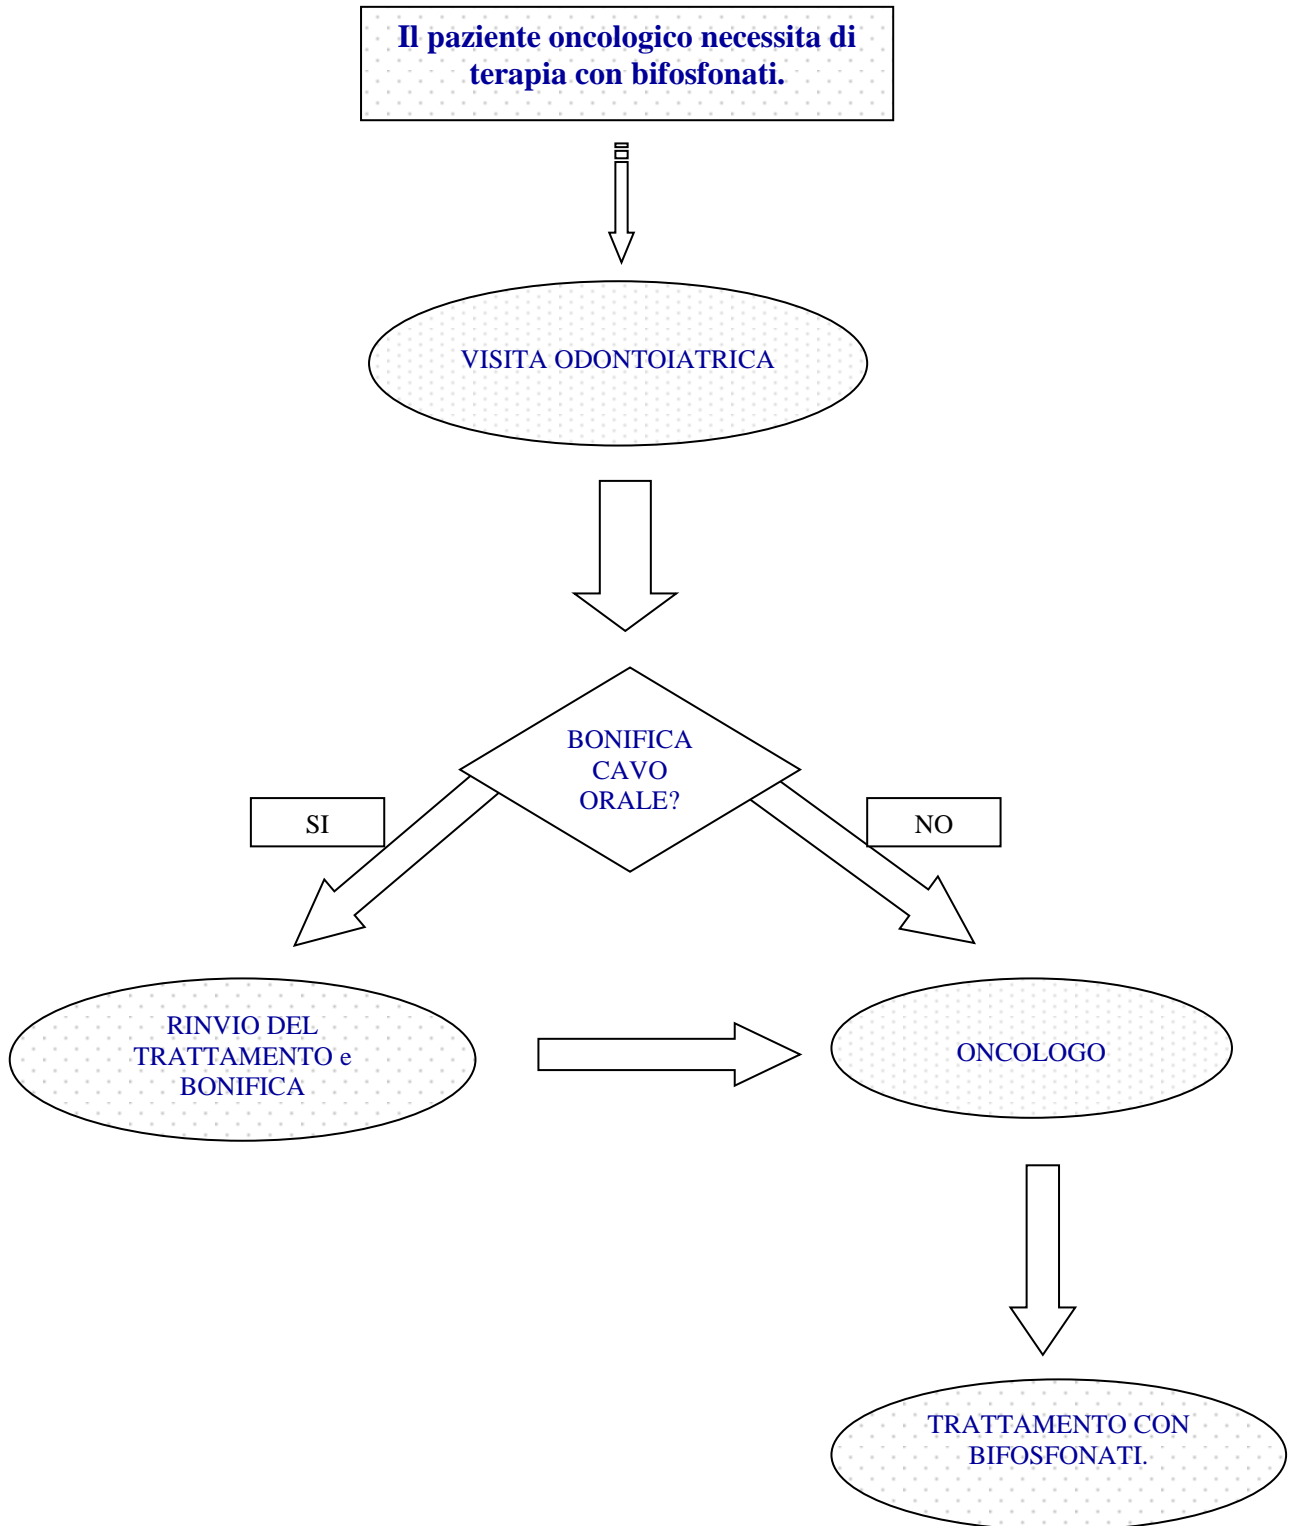 Il paziente oncologico necessita di
terapia con bifosfonati.
VISITA ODONTOIATRICA
BONIFICA
CAVO
ORALE?
SI
NO
RINVIO DEL
TRATTAMENTO e
BONIFICA
ONCOLOGO
TRATTAMENTO CON
BIFOSFONATI.